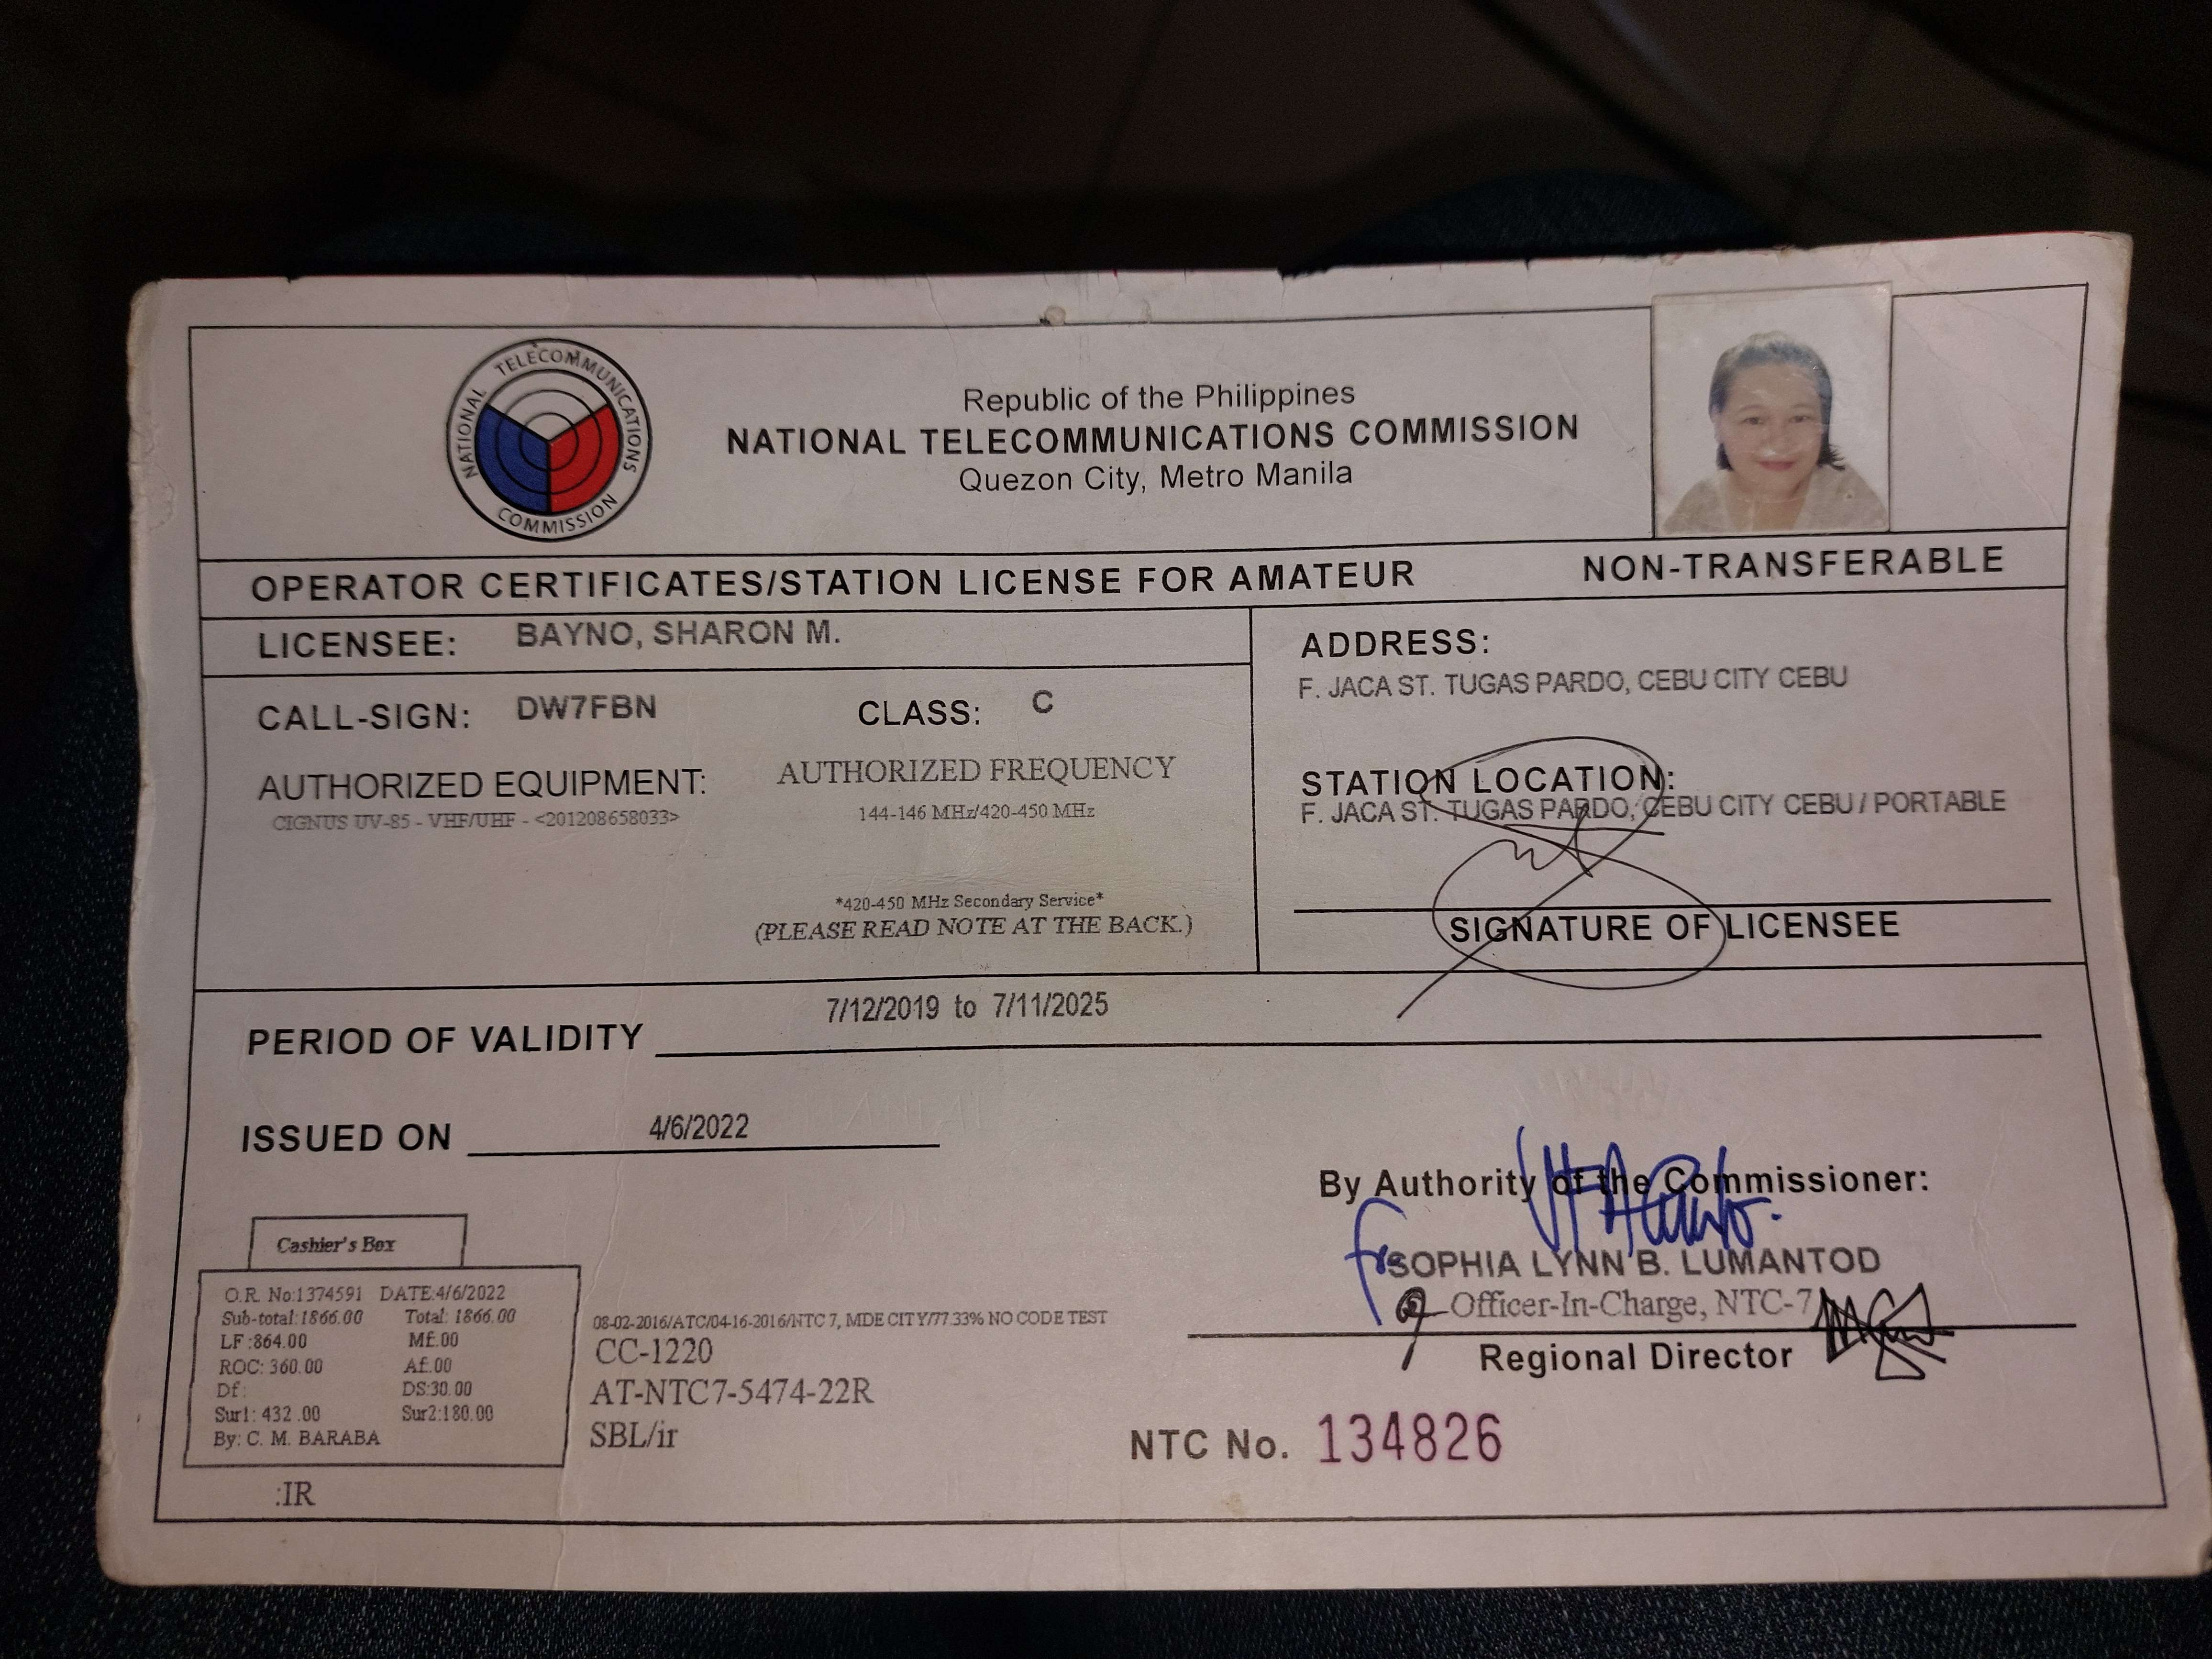 NATIONAL TELECOMMUNICATIONS COMMISSION
Republic of the Philippines
NATIONAL TELECOMMUNICATIONS COMMISSION
Quezon City, Metro Manila
OPERATOR CERTIFICATES/STATION LICENSE FOR AMATEUR NON-TRANSFERABLE
LICENSEE: BAYNO, SHARON M.
CALL-SIGN: DW7FBN CLASS: C
AUTHORIZED EQUIPMENT: AUTHORIZED FREQUENCY
CIGNUS UV-85 - VHF/UHF - <201208658033> 144-146 MHz/420-450 MHz
*420-450 MHz Secondary Service*
(PLEASE READ NOTE AT THE BACK.)
ADDRESS:
F. JACA ST. TUGAS PARDO, CEBU CITY CEBU
STATION LOCATION:
F. JACA ST. TUGAS PARDO, CEBU CITY CEBU / PORTABLE
SIGNATURE OF LICENSEE
PERIOD OF VALIDITY 7/12/2019 to 7/11/2025
ISSUED ON 4/6/2022
By Authority of the Commissioner:
SOPHIA LYNN B. LUMANTOD
Officer-In-Charge, NTC-7
Regional Director
Cashier's Box
O.R. No:1374591 DATE:4/6/2022
Sub-total:1866.00 Total: 1866.00
LF :864.00 Mf.00
ROC: 360.00 Af.00
Df: DS:30.00
Sur1: 432 .00 Sur2:180.00
By: C. M. BARABA
:IR
08-02-2016/ATC/04-16-2016/NTC 7, MDE CITY/77.33% NO CODE TEST
CC-1220
AT-NTC7-5474-22R
SBL/ir
NTC No. 134826